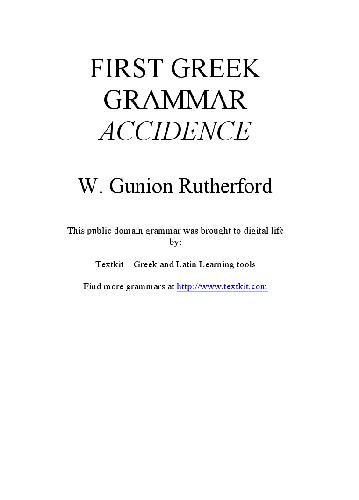 FIRST GREEK
GRAMMAR
ACCIDENCE
W. Gunion Rutherford
This public domain grammar was brought to digital life
by:
Textkit – Greek and Latin Learning tools
Find more grammars at http://www.textkit.com